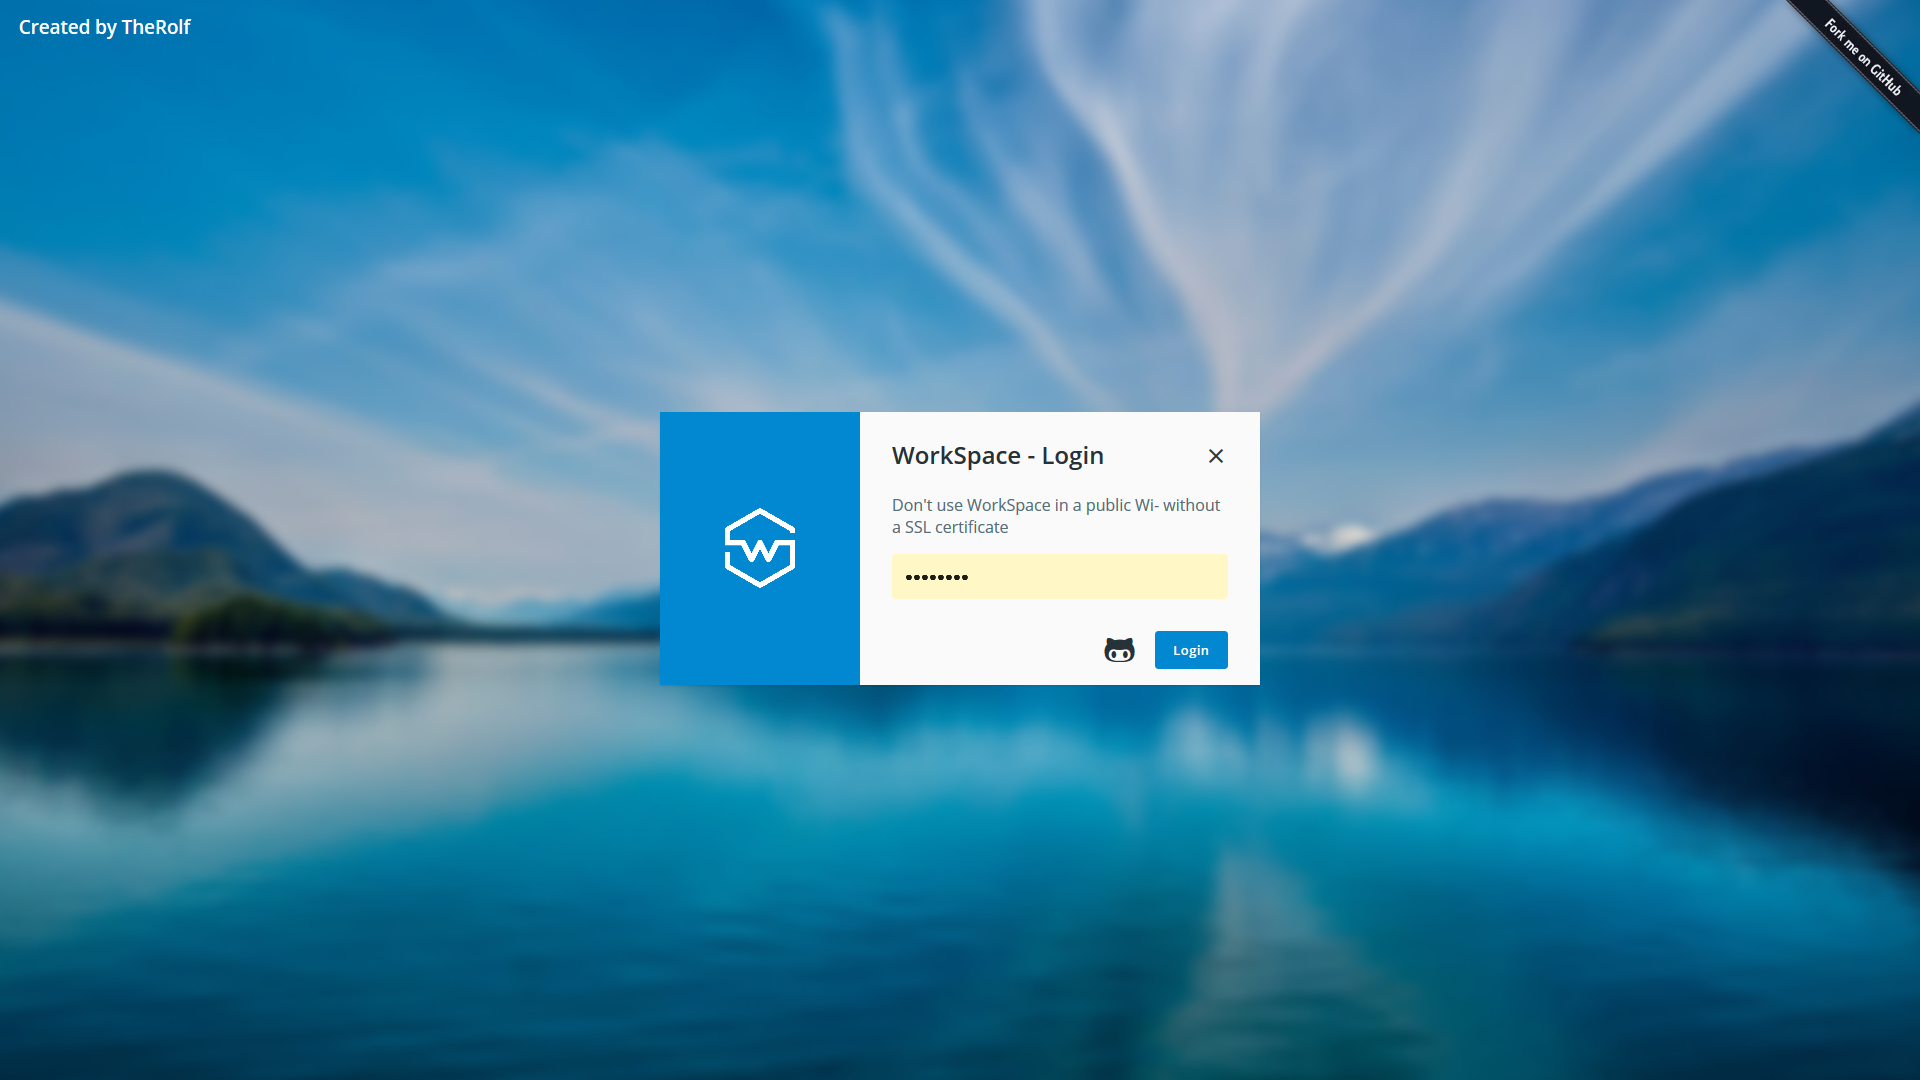 Created by TheRolf
Fork me on GitHub
WorkSpace - Login
Don't use WorkSpace in a public Wi- without
a SSL certificate
Login